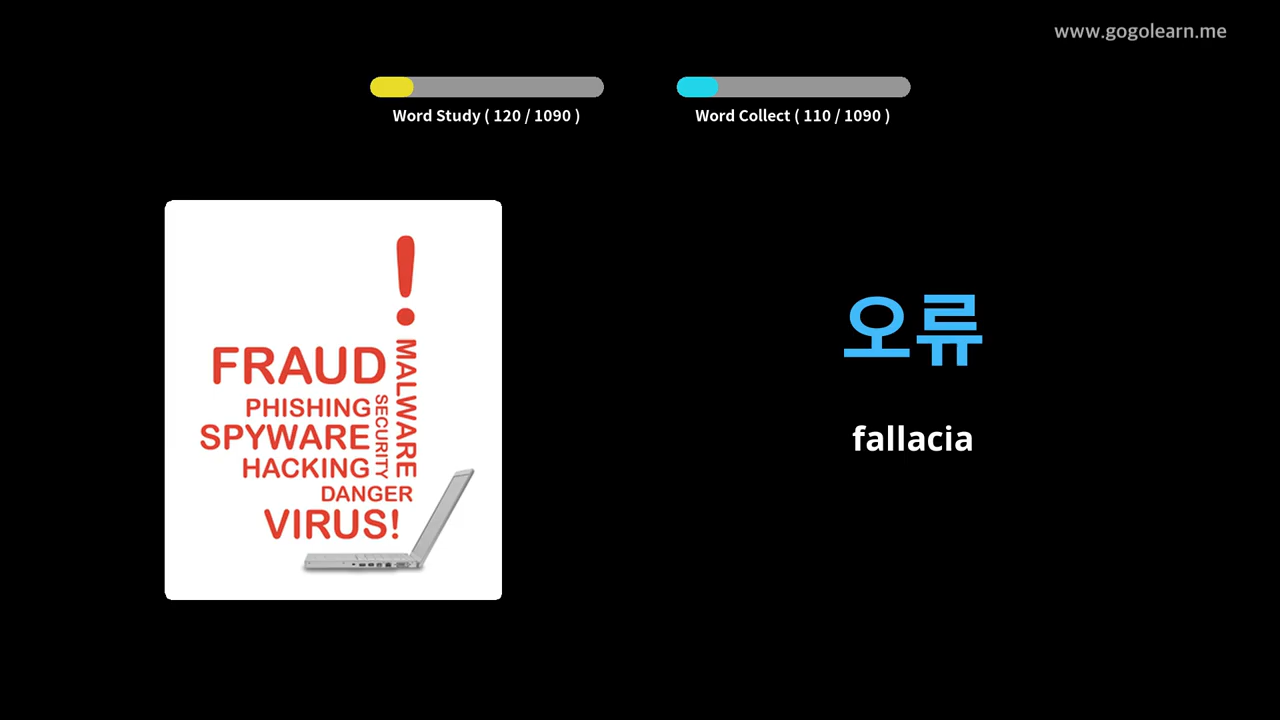 www.gogolearn.me
Word Study ( 120 / 1090 )
Word Collect ( 110 / 1090 )
!
FRAUD
PHISHING
SPYWARE
HACKING
SECURITY
MALWARE
DANGER
VIRUS!
오류
fallacia